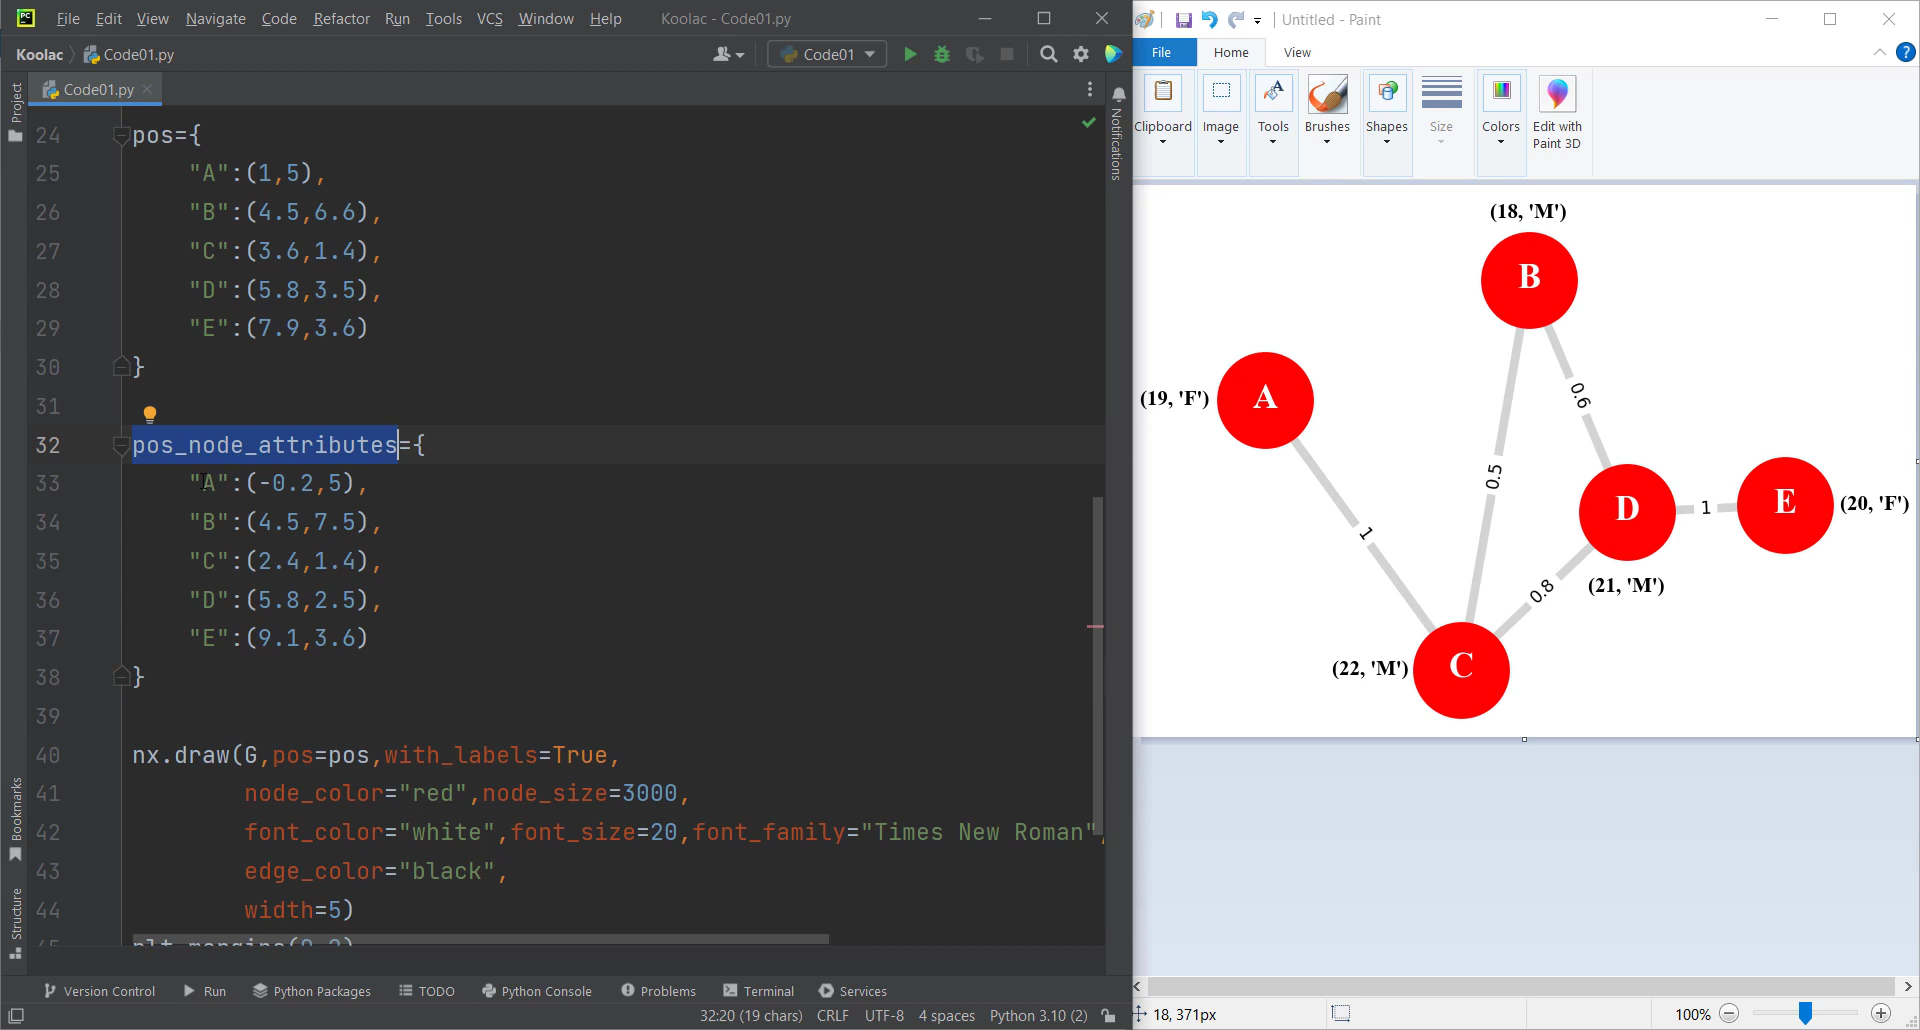 File Edit View Navigate Code Refactor Run Tools VCS Window Help Koolac - Code01.py
Koolac Code01.py Code01
Project
Code01.py
Notifications
24 pos={
25 "A":(1,5),
26 "B":(4.5,6.6),
27 "C":(3.6,1.4),
28 "D":(5.8,3.5),
29 "E":(7.9,3.6)
30 }
31
32 pos_node_attributes={
33 "A":(-0.2,5),
34 "B":(4.5,7.5),
35 "C":(2.4,1.4),
36 "D":(5.8,2.5),
37 "E":(9.1,3.6)
38 }
39
40 nx.draw(G,pos=pos,with_labels=True,
41 node_color="red",node_size=3000,
42 font_color="white",font_size=20,font_family="Times New Roman",
43 edge_color="black",
44 width=5)
45 plt.margins(0.2)
Bookmarks
Structure
Version Control Run Python Packages TODO Python Console Problems Terminal Services
32:20 (19 chars) CRLF UTF-8 4 spaces Python 3.10 (2)
Untitled - Paint
File Home View
Clipboard Image Tools Brushes Shapes Size Colors Edit with
Paint 3D
(18, 'M')
B
(19, 'F') A
0.6
0.5
1
D 1 E (20, 'F')
0.8
(21, 'M')
(22, 'M') C
18, 371px 100%